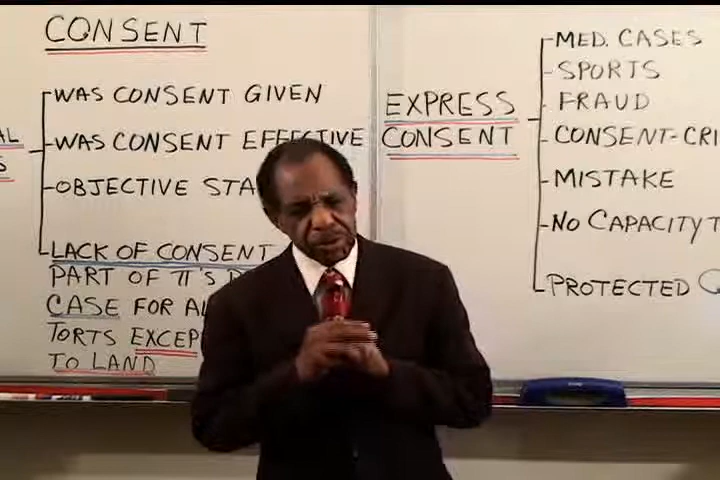 CONSENT
WAS CONSENT GIVEN
AL
WAS CONSENT EFFECTIVE
S
OBJECTIVE STA
LACK OF CONSENT
PART OF π'S
CASE FOR AL
TORTS EXCEP
TO LAND
EXPRESS
CONSENT
MED. CASES
SPORTS
FRAUD
CONSENT-CRI
MISTAKE
NO CAPACITY T
PROTECTED